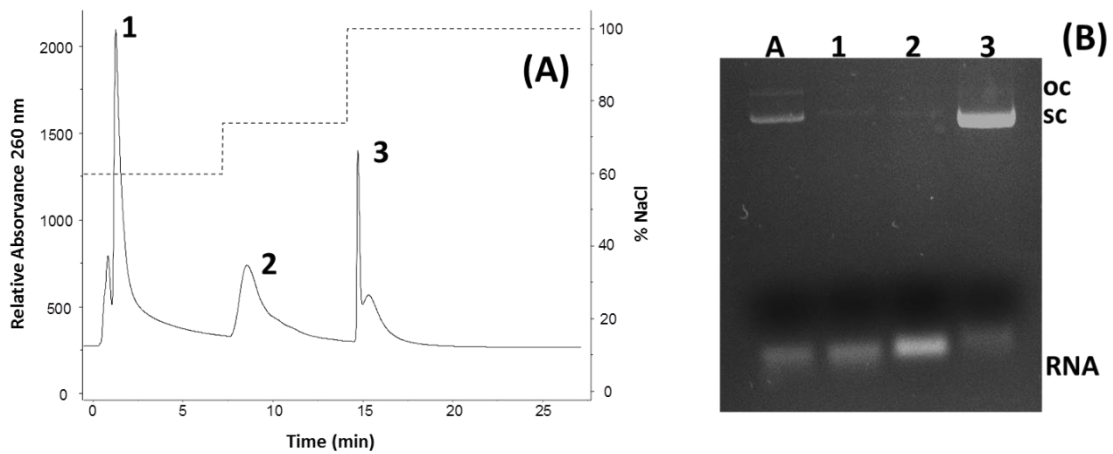 1
2
3
(A)
Relative Absorvance 260 nm
2000
1500
1000
500
0
100
80
60
40
20
0
% NaCl
0 5 10 15 20 25
Time (min)
(B)
A 1 2 3
oc
sc
RNA